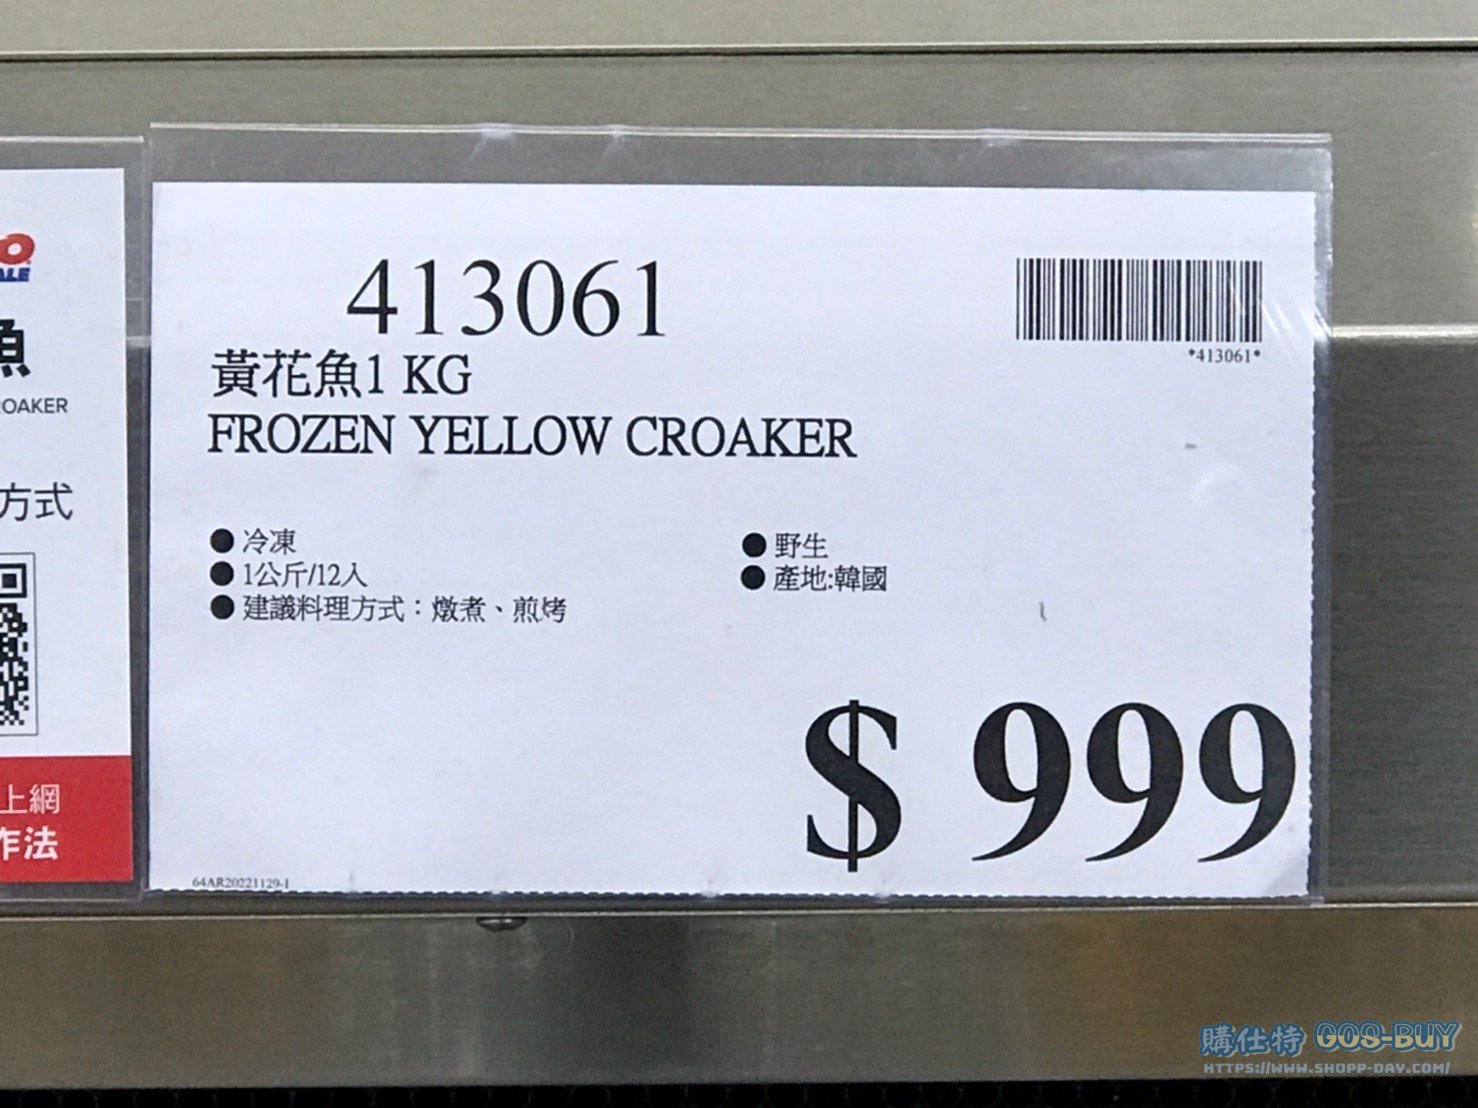 413061
*413061*
黃花魚1 KG
FROZEN YELLOW CROAKER
● 冷凍
● 1公斤/12入
● 建議料理方式：燉煮、煎烤
● 野生
● 產地:韓國
$ 999
64AR20221129-1
O
ALE
魚
OAKER
方式
上網
作法
購仕特 GOS-BUY
HTTPS://WWW.SHOPP-DAY.COM/